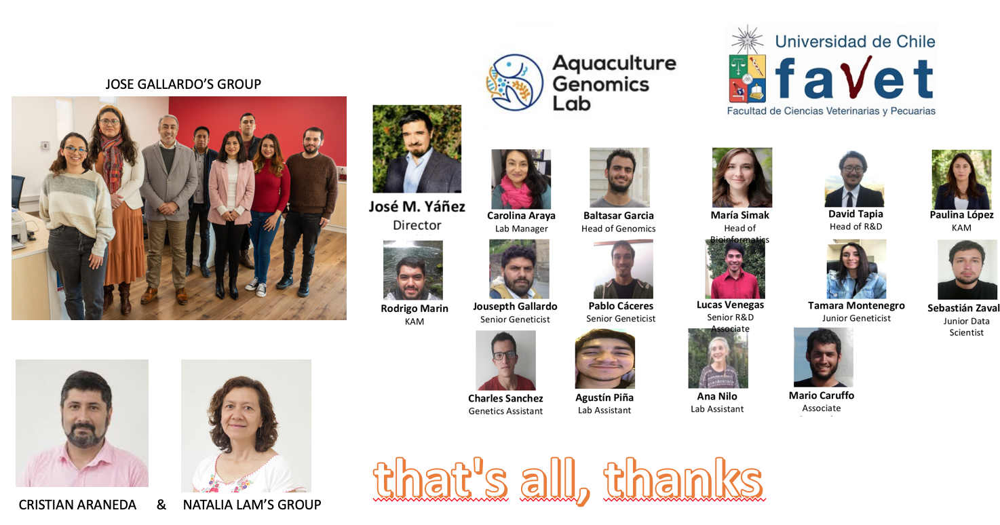 JOSE GALLARDO'S GROUP
Aquaculture
Genomics
Lab
Universidad de Chile
favet
Facultad de Ciencias Veterinarias y Pecuarias
José M. Yáñez
Director
Carolina Araya
Lab Manager
Baltasar Garcia
Head of Genomics
María Simak
Head of
Bioinformatics
David Tapia
Head of R&D
Paulina López
KAM
Rodrigo Marin
KAM
Jousepth Gallardo
Senior Geneticist
Pablo Cáceres
Senior Geneticist
Lucas Venegas
Senior R&D
Associate
Tamara Montenegro
Junior Geneticist
Sebastián Zaval
Junior Data
Scientist
Charles Sanchez
Genetics Assistant
Agustín Piña
Lab Assistant
Ana Nilo
Lab Assistant
Mario Caruffo
Associate
CRISTIAN ARANEDA & NATALIA LAM'S GROUP
that's all, thanks